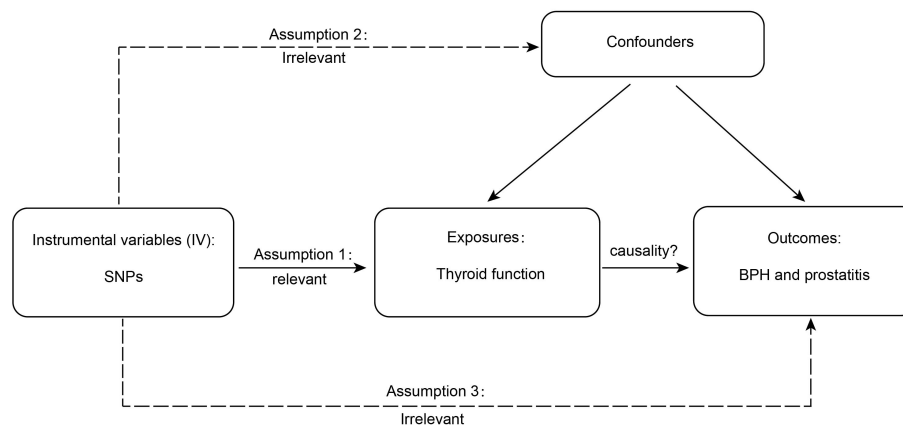 Assumption 2:
Irrelevant
Confounders
Instrumental variables (IV):
SNPs
Assumption 1:
relevant
Exposures:
Thyroid function
causality?
Outcomes:
BPH and prostatitis
Assumption 3:
Irrelevant